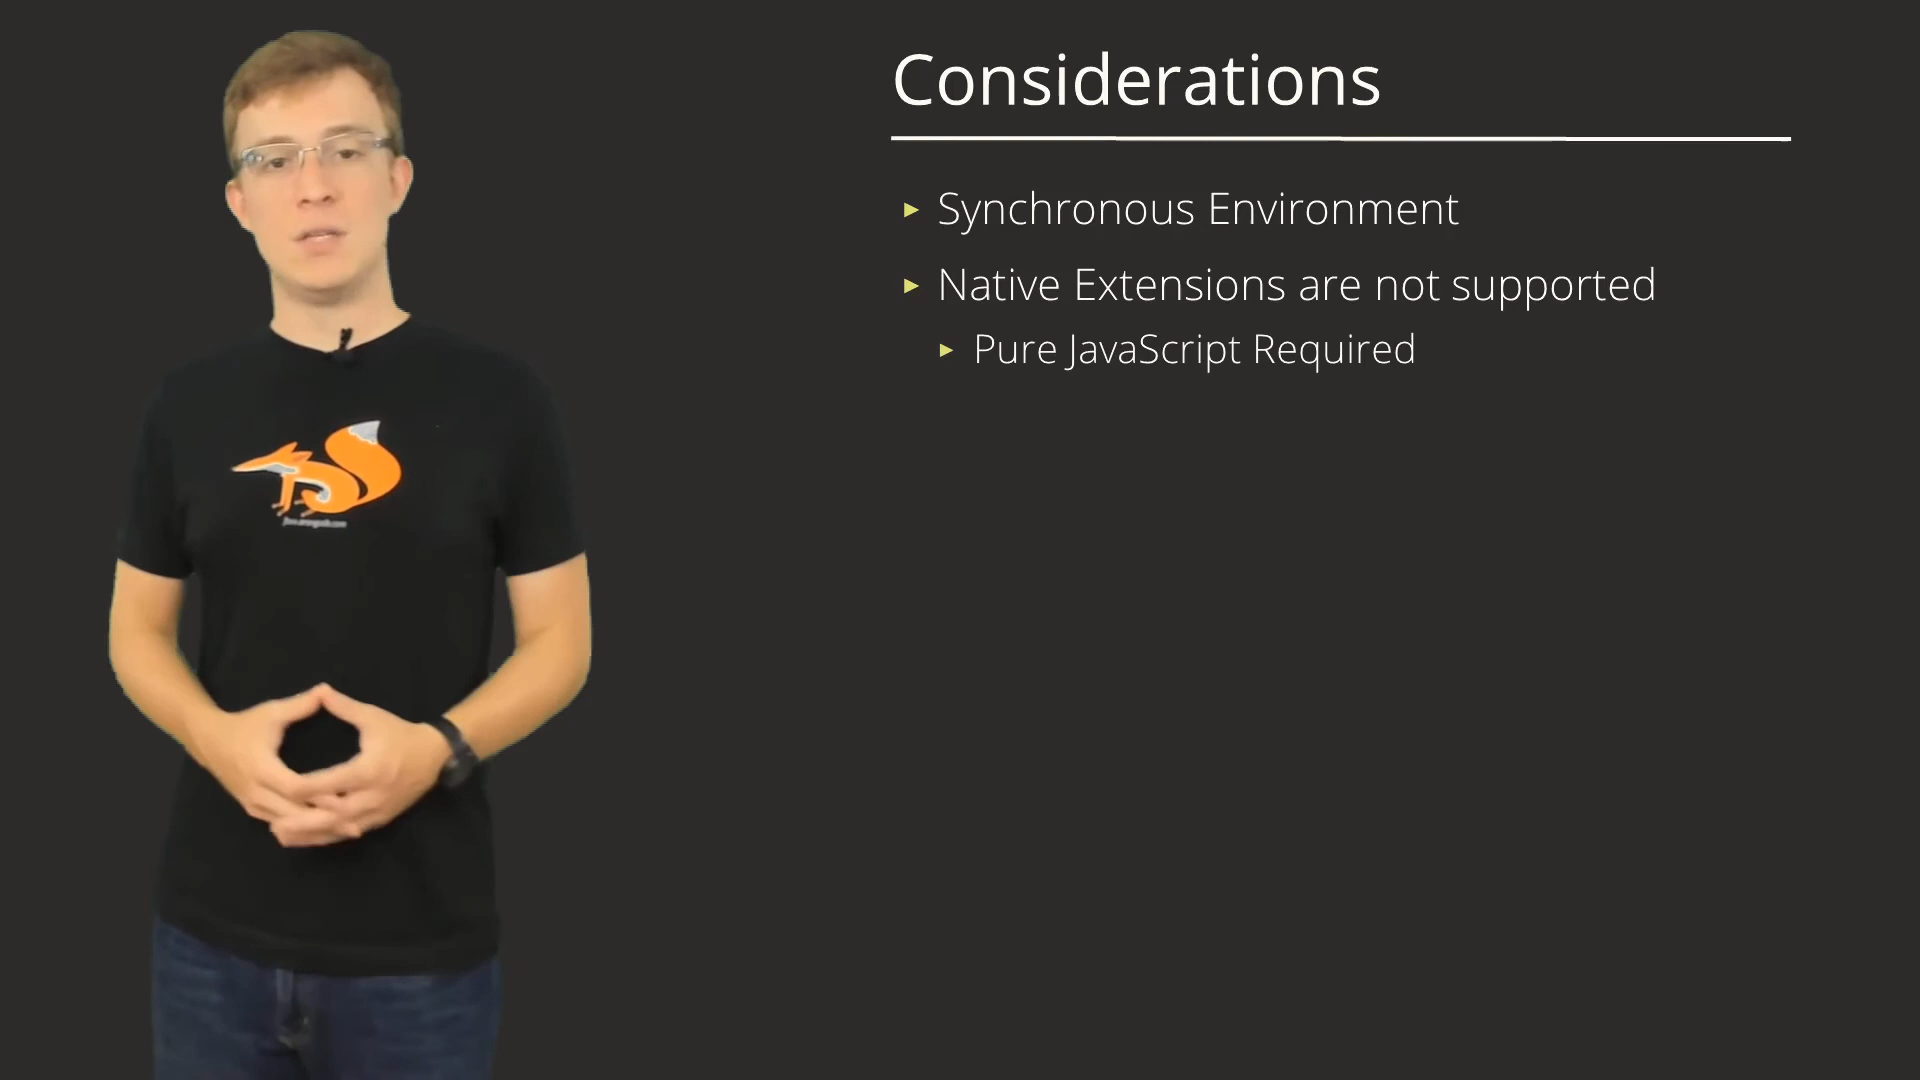 Considerations
Synchronous Environment
Native Extensions are not supported
Pure JavaScript Required